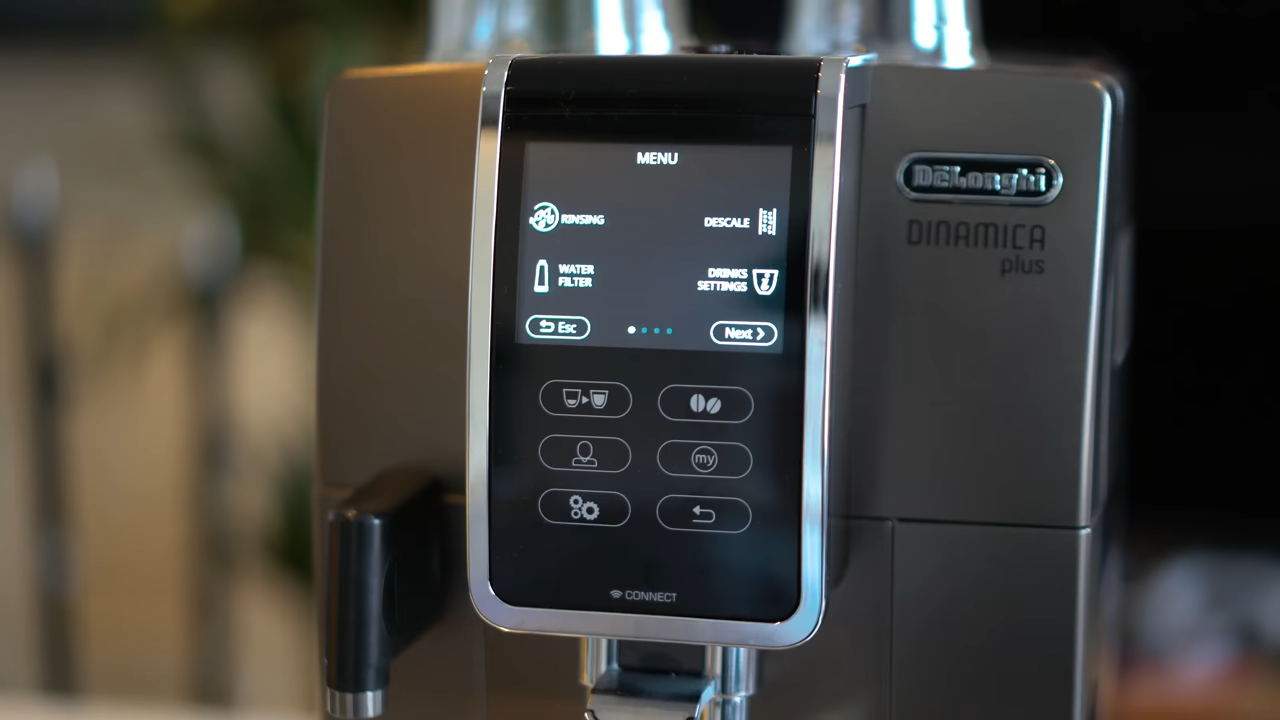 MENU
RINSING
DESCALE
WATER
FILTER
DRINKS
SETTINGS
Esc
Next
my
CONNECT
DeLonghi
DINAMICA
plus